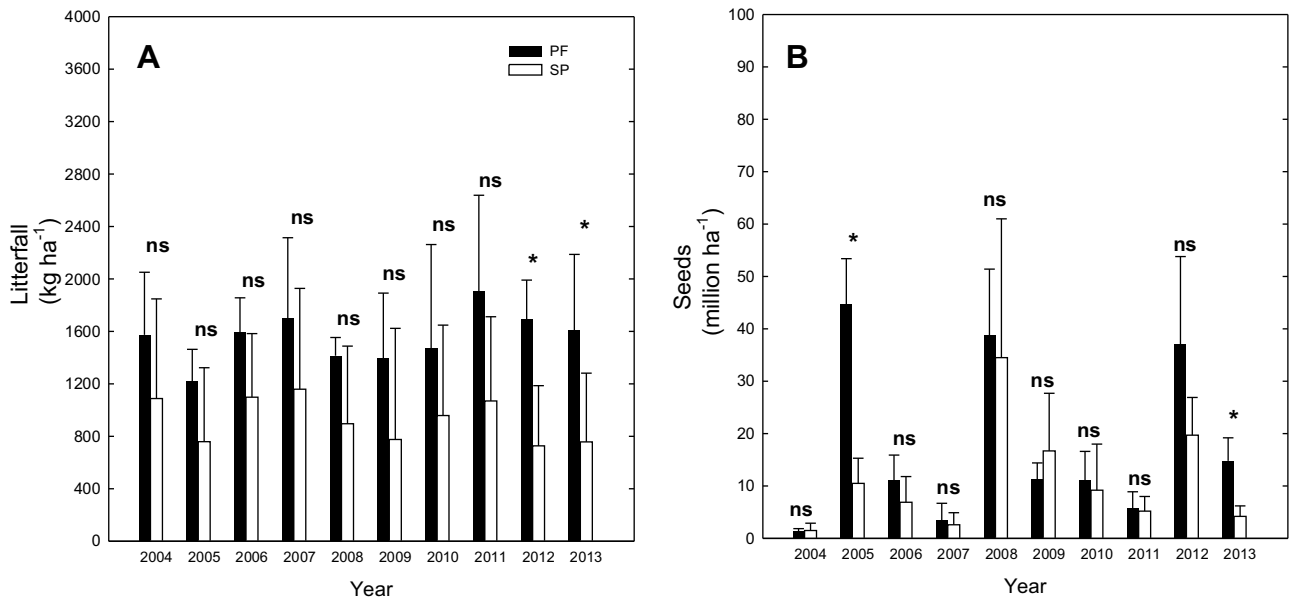 A
PF
SP
Litterfall
(kg ha⁻¹)
4000
3600
3200
2800
2400
2000
1600
1200
800
400
0
ns
ns
ns
ns
ns
ns
ns
ns
*
*
2004 2005 2006 2007 2008 2009 2010 2011 2012 2013
Year
B
Seeds
(million ha⁻¹)
100
90
80
70
60
50
40
30
20
10
0
ns
*
ns
ns
ns
ns
ns
ns
ns
*
2004 2005 2006 2007 2008 2009 2010 2011 2012 2013
Year